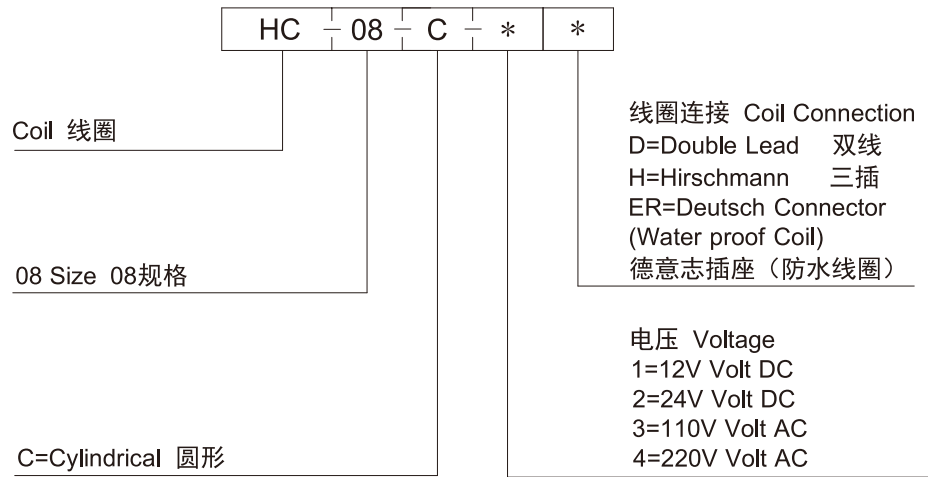 HC - 08 - C - * *
Coil 线圈
08 Size 08规格
C=Cylindrical 圆形
线圈连接 Coil Connection
D=Double Lead 双线
H=Hirschmann 三插
ER=Deutsch Connector
(Water proof Coil)
德意志插座（防水线圈）
电压 Voltage
1=12V Volt DC
2=24V Volt DC
3=110V Volt AC
4=220V Volt AC